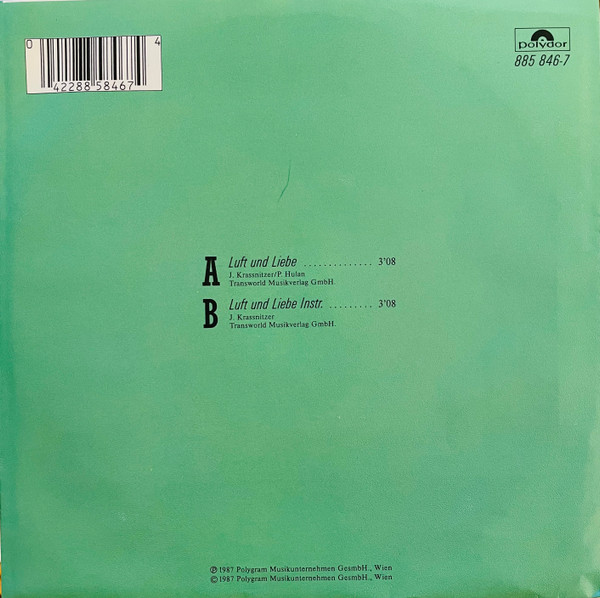 0 4
42288 58467
polydor
885 846-7
A Luft und Liebe .............. 3'08
J. Krassnitzer/P. Hulan
Transworld Musikverlag GmbH.
B Luft und Liebe Instr. ......... 3'08
J. Krassnitzer
Transworld Musikverlag GmbH.
℗ 1987 Polygram Musikunternehmen GesmbH., Wien
© 1987 Polygram Musikunternehmen GesmbH., Wien